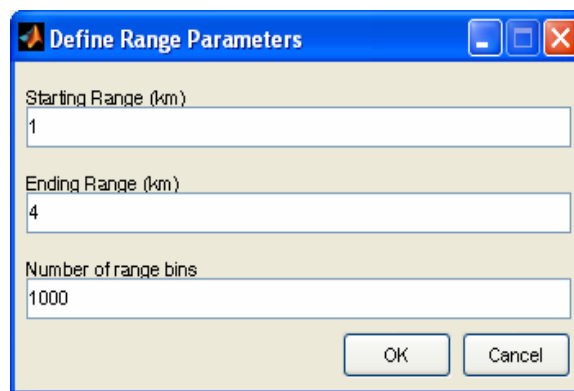 Define Range Parameters
Starting Range (km)
1
Ending Range (km)
4
Number of range bins
1000
OK Cancel